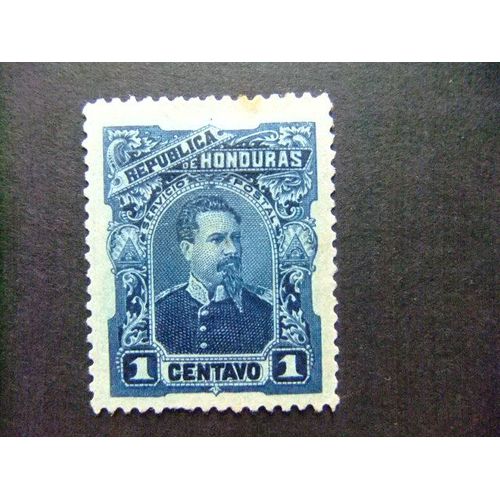 REPUBLICA
DE HONDURAS
SERVICIO POSTAL
1 CENTAVO 1